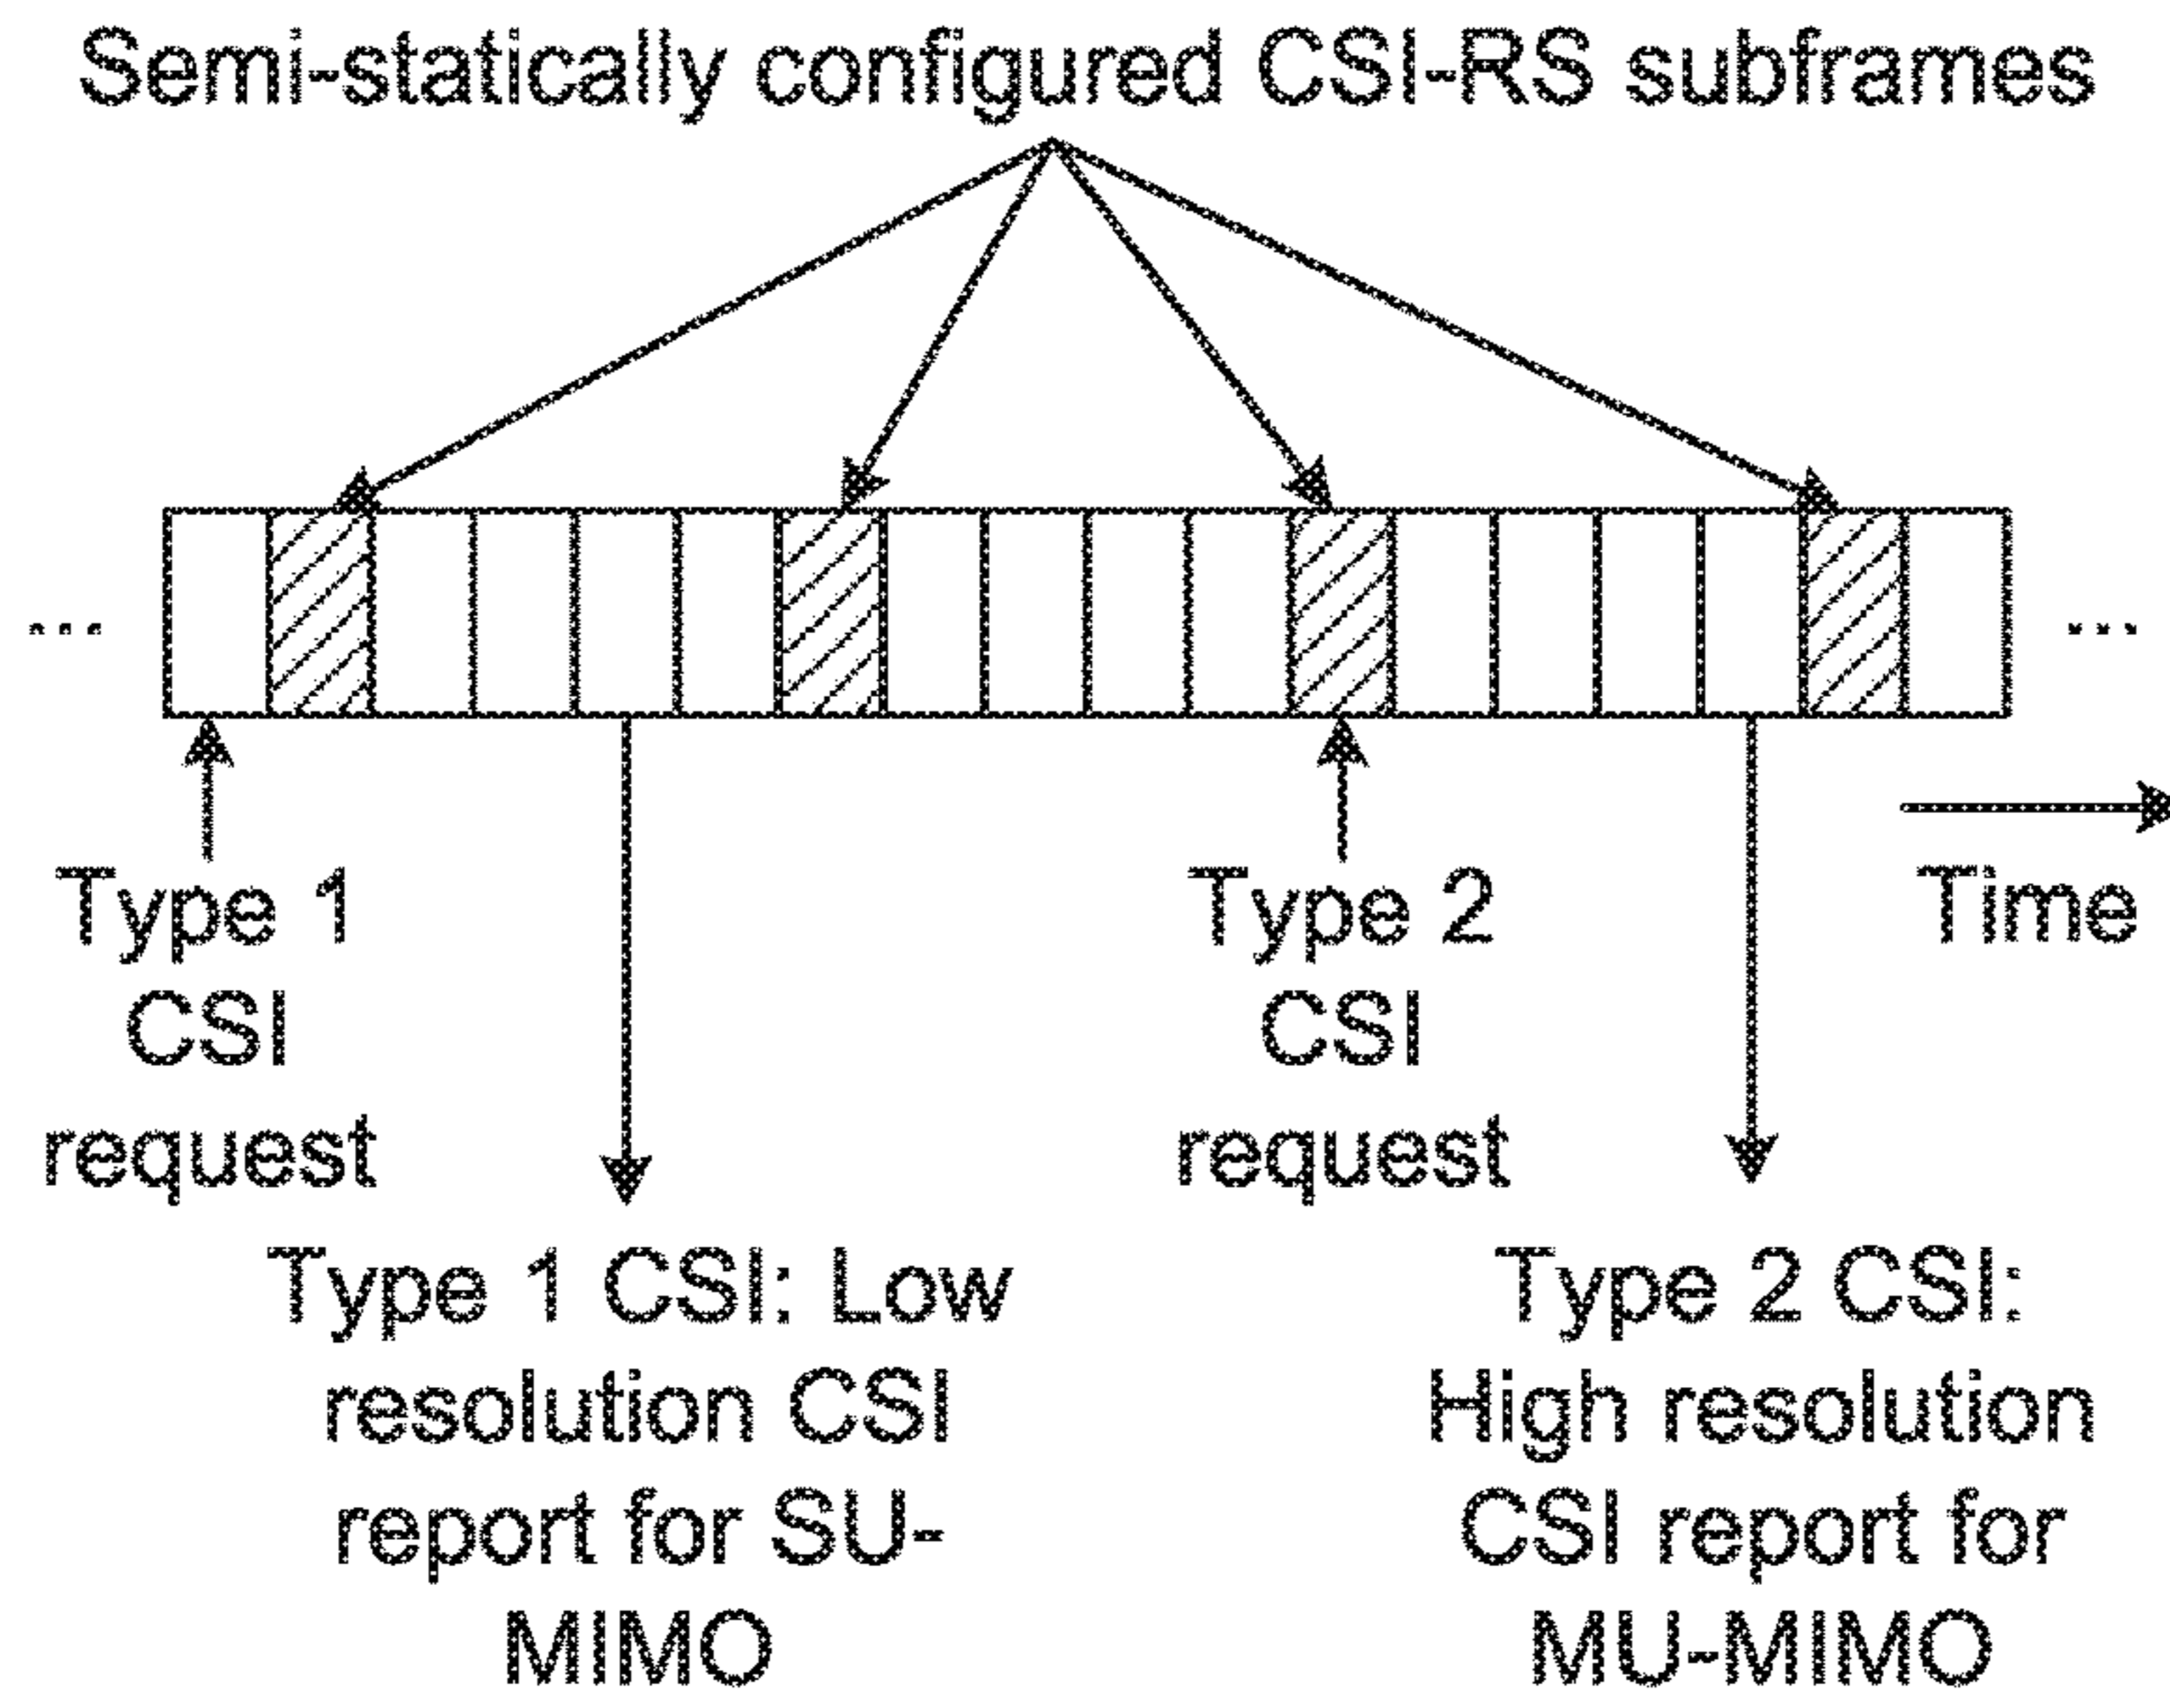 Semi-statically configured CSI-RS subframes
...
...
Type 1
CSI
request
Type 2
CSI
request
Time
Type 1 CSI: Low
resolution CSI
report for SU-
MIMO
Type 2 CSI:
High resolution
CSI report for
MU-MIMO